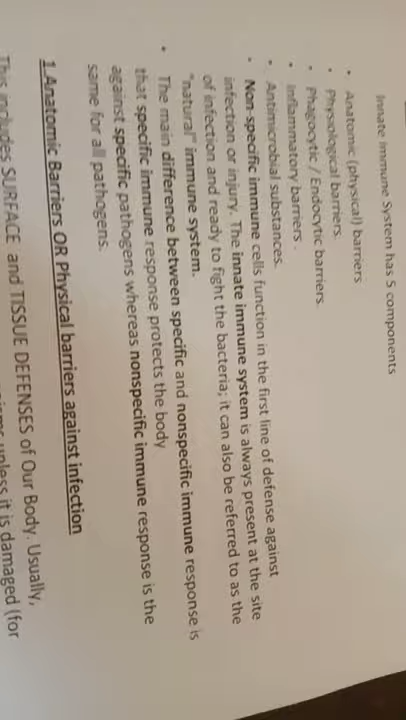 Innate Immune System has 5 components
• Anatomic (physical) barriers
• Physiological barriers.
• Phagocytic / Endocytic barriers.
• Inflammatory barriers .
• Antimicrobial substances.
• Non-specific immune cells function in the first line of defense against
infection or injury. The innate immune system is always present at the site
of infection and ready to fight the bacteria; it can also be referred to as the
"natural" immune system.
• The main difference between specific and nonspecific immune response is
that specific immune response protects the body
against specific pathogens whereas nonspecific immune response is the
same for all pathogens.
1.Anatomic Barriers OR Physical barriers against infection
This includes SURFACE and TISSUE DEFENSES of Our Body. Usually,
unless it is damaged (for